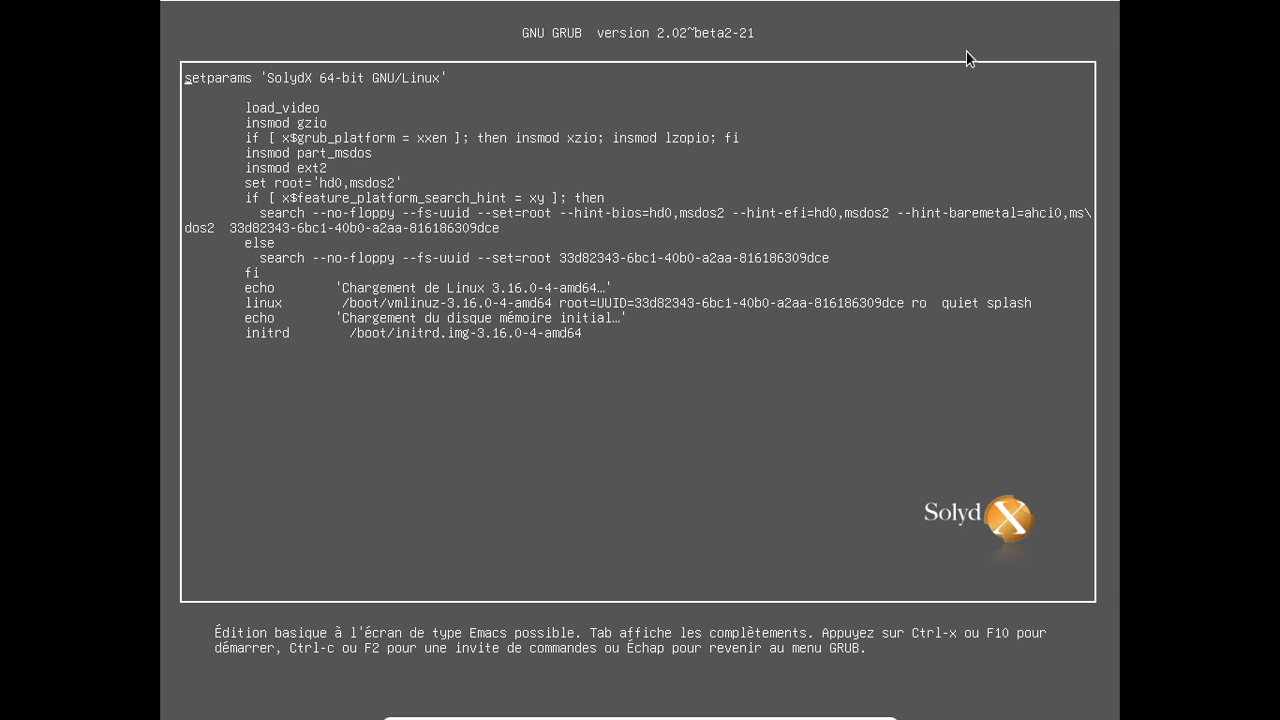 GNU GRUB  version 2.02~beta2-21
setparams 'SolydX 64-bit GNU/Linux'
load_video
insmod gzio
if [ x$grub_platform = xxen ]; then insmod xzio; insmod lzopio; fi
insmod part_msdos
insmod ext2
set root='hd0,msdos2'
if [ x$feature_platform_search_hint = xy ]; then
search --no-floppy --fs-uuid --set=root --hint-bios=hd0,msdos2 --hint-efi=hd0,msdos2 --hint-baremetal=ahci0,ms\
dos2  33d82343-6bc1-40b0-a2aa-816186309dce
else
search --no-floppy --fs-uuid --set=root 33d82343-6bc1-40b0-a2aa-816186309dce
fi
echo        'Chargement de Linux 3.16.0-4-amd64…'
linux        /boot/vmlinuz-3.16.0-4-amd64 root=UUID=33d82343-6bc1-40b0-a2aa-816186309dce ro  quiet splash
echo        'Chargement du disque mémoire initial…'
initrd        /boot/initrd.img-3.16.0-4-amd64
Solyd X
Édition basique à l'écran de type Emacs possible. Tab affiche les complètements. Appuyez sur Ctrl-x ou F10 pour
démarrer, Ctrl-c ou F2 pour une invite de commandes ou Échap pour revenir au menu GRUB.